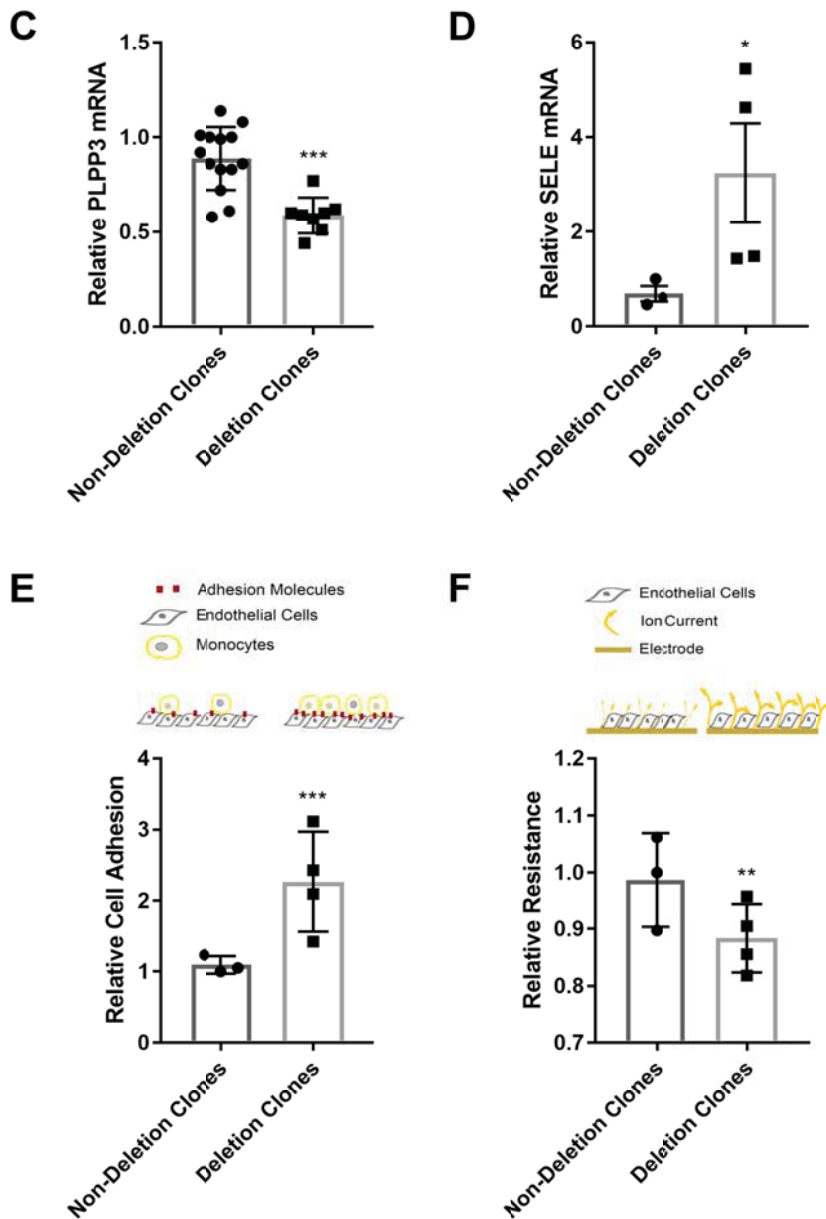 C
Relative PLPP3 mRNA
1.5
1.0
0.5
0.0
***
Non-Deletion Clones
Deletion Clones
D
Relative SELE mRNA
6
4
2
0
*
Non-Deletion Clones
Deletion Clones
E
Adhesion Molecules
Endothelial Cells
Monocytes
Relative Cell Adhesion
4
3
2
1
0
***
Non-Deletion Clones
Deletion Clones
F
Endothelial Cells
Ion Current
Electrode
Relative Resistance
1.2
1.1
1.0
0.9
0.8
0.7
**
Non-Deletion Clones
Deletion Clones